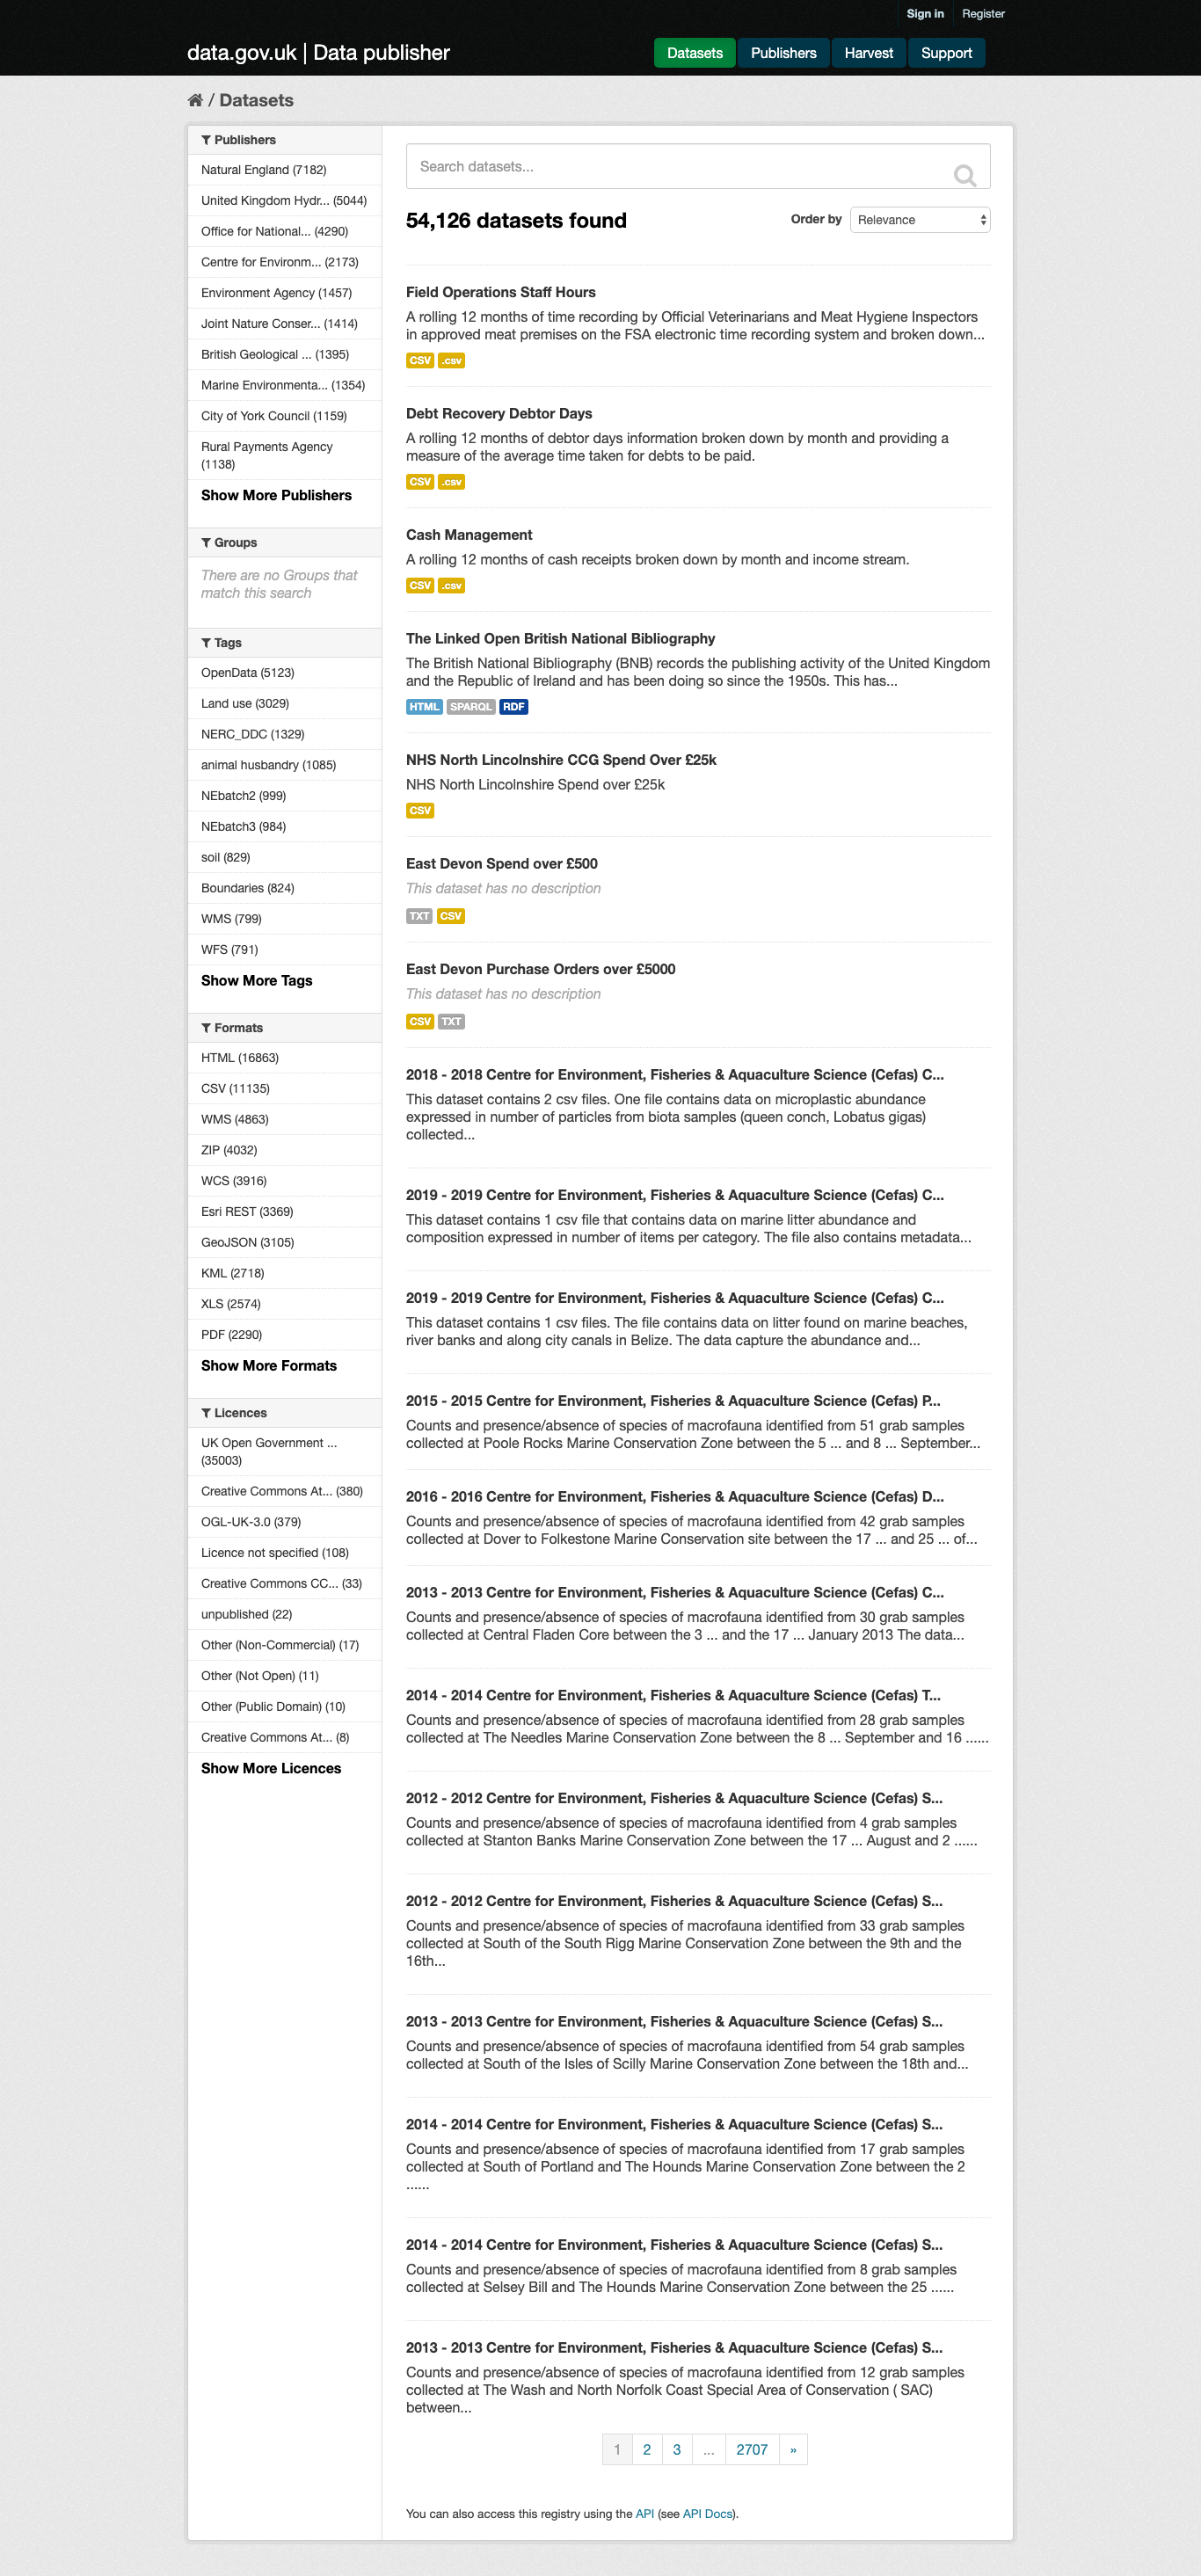 Sign in
Register
data.gov.uk | Data publisher
Datasets
Publishers
Harvest
Support
/ Datasets
Publishers
Natural England (7182)
United Kingdom Hydr... (5044)
Office for National... (4290)
Centre for Environm... (2173)
Environment Agency (1457)
Joint Nature Conser... (1414)
British Geological ... (1395)
Marine Environmenta... (1354)
City of York Council (1159)
Rural Payments Agency
(1138)
Show More Publishers
Groups
There are no Groups that
match this search
Tags
OpenData (5123)
Land use (3029)
NERC_DDC (1329)
animal husbandry (1085)
NEbatch2 (999)
NEbatch3 (984)
soil (829)
Boundaries (824)
WMS (799)
WFS (791)
Show More Tags
Formats
HTML (16863)
CSV (11135)
WMS (4863)
ZIP (4032)
WCS (3916)
Esri REST (3369)
GeoJSON (3105)
KML (2718)
XLS (2574)
PDF (2290)
Show More Formats
Licences
UK Open Government ...
(35003)
Creative Commons At... (380)
OGL-UK-3.0 (379)
Licence not specified (108)
Creative Commons CC... (33)
unpublished (22)
Other (Non-Commercial) (17)
Other (Not Open) (11)
Other (Public Domain) (10)
Creative Commons At... (8)
Show More Licences
Search datasets...
54,126 datasets found
Order by
Relevance
Field Operations Staff Hours
A rolling 12 months of time recording by Official Veterinarians and Meat Hygiene Inspectors
in approved meat premises on the FSA electronic time recording system and broken down...
CSV .csv
Debt Recovery Debtor Days
A rolling 12 months of debtor days information broken down by month and providing a
measure of the average time taken for debts to be paid.
CSV .csv
Cash Management
A rolling 12 months of cash receipts broken down by month and income stream.
CSV .csv
The Linked Open British National Bibliography
The British National Bibliography (BNB) records the publishing activity of the United Kingdom
and the Republic of Ireland and has been doing so since the 1950s. This has...
HTML SPARQL RDF
NHS North Lincolnshire CCG Spend Over £25k
NHS North Lincolnshire Spend over £25k
CSV
East Devon Spend over £500
This dataset has no description
TXT CSV
East Devon Purchase Orders over £5000
This dataset has no description
CSV TXT
2018 - 2018 Centre for Environment, Fisheries & Aquaculture Science (Cefas) C...
This dataset contains 2 csv files. One file contains data on microplastic abundance
expressed in number of particles from biota samples (queen conch, Lobatus gigas)
collected...
2019 - 2019 Centre for Environment, Fisheries & Aquaculture Science (Cefas) C...
This dataset contains 1 csv file that contains data on marine litter abundance and
composition expressed in number of items per category. The file also contains metadata...
2019 - 2019 Centre for Environment, Fisheries & Aquaculture Science (Cefas) C...
This dataset contains 1 csv files. The file contains data on litter found on marine beaches,
river banks and along city canals in Belize. The data capture the abundance and...
2015 - 2015 Centre for Environment, Fisheries & Aquaculture Science (Cefas) P...
Counts and presence/absence of species of macrofauna identified from 51 grab samples
collected at Poole Rocks Marine Conservation Zone between the 5 ... and 8 ... September...
2016 - 2016 Centre for Environment, Fisheries & Aquaculture Science (Cefas) D...
Counts and presence/absence of species of macrofauna identified from 42 grab samples
collected at Dover to Folkestone Marine Conservation site between the 17 ... and 25 ... of...
2013 - 2013 Centre for Environment, Fisheries & Aquaculture Science (Cefas) C...
Counts and presence/absence of species of macrofauna identified from 30 grab samples
collected at Central Fladen Core between the 3 ... and the 17 ... January 2013 The data...
2014 - 2014 Centre for Environment, Fisheries & Aquaculture Science (Cefas) T...
Counts and presence/absence of species of macrofauna identified from 28 grab samples
collected at The Needles Marine Conservation Zone between the 8 ... September and 16 ......
2012 - 2012 Centre for Environment, Fisheries & Aquaculture Science (Cefas) S...
Counts and presence/absence of species of macrofauna identified from 4 grab samples
collected at Stanton Banks Marine Conservation Zone between the 17 ... August and 2 ......
2012 - 2012 Centre for Environment, Fisheries & Aquaculture Science (Cefas) S...
Counts and presence/absence of species of macrofauna identified from 33 grab samples
collected at South of the South Rigg Marine Conservation Zone between the 9th and the
16th...
2013 - 2013 Centre for Environment, Fisheries & Aquaculture Science (Cefas) S...
Counts and presence/absence of species of macrofauna identified from 54 grab samples
collected at South of the Isles of Scilly Marine Conservation Zone between the 18th and...
2014 - 2014 Centre for Environment, Fisheries & Aquaculture Science (Cefas) S...
Counts and presence/absence of species of macrofauna identified from 17 grab samples
collected at South of Portland and The Hounds Marine Conservation Zone between the 2
......
2014 - 2014 Centre for Environment, Fisheries & Aquaculture Science (Cefas) S...
Counts and presence/absence of species of macrofauna identified from 8 grab samples
collected at Selsey Bill and The Hounds Marine Conservation Zone between the 25 ......
2013 - 2013 Centre for Environment, Fisheries & Aquaculture Science (Cefas) S...
Counts and presence/absence of species of macrofauna identified from 12 grab samples
collected at The Wash and North Norfolk Coast Special Area of Conservation ( SAC)
between...
1 2 3 ... 2707 »
You can also access this registry using the API (see API Docs).